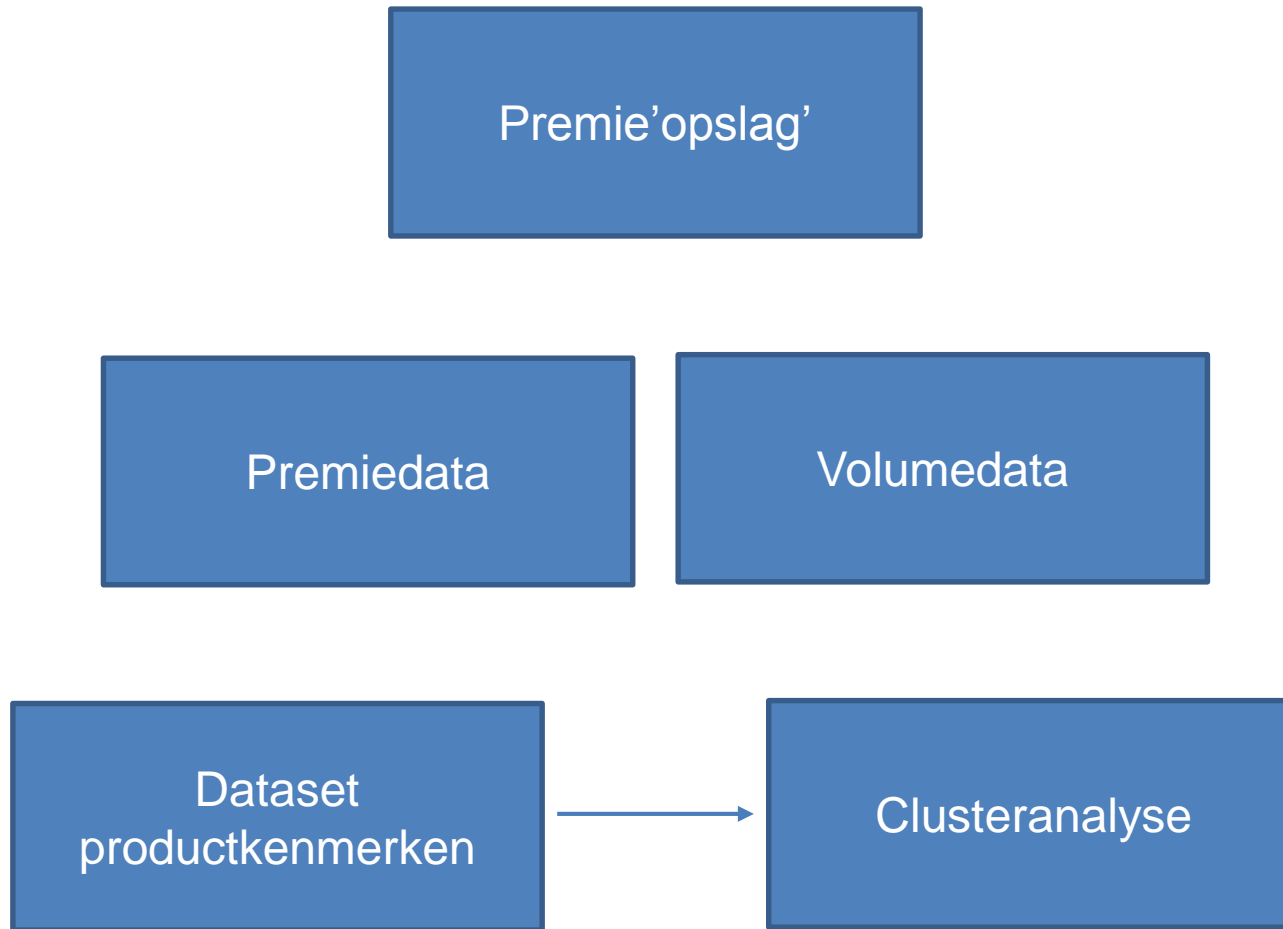 Premie’opslag’
Premiedata
Volumedata
Dataset
productkenmerken
Clusteranalyse